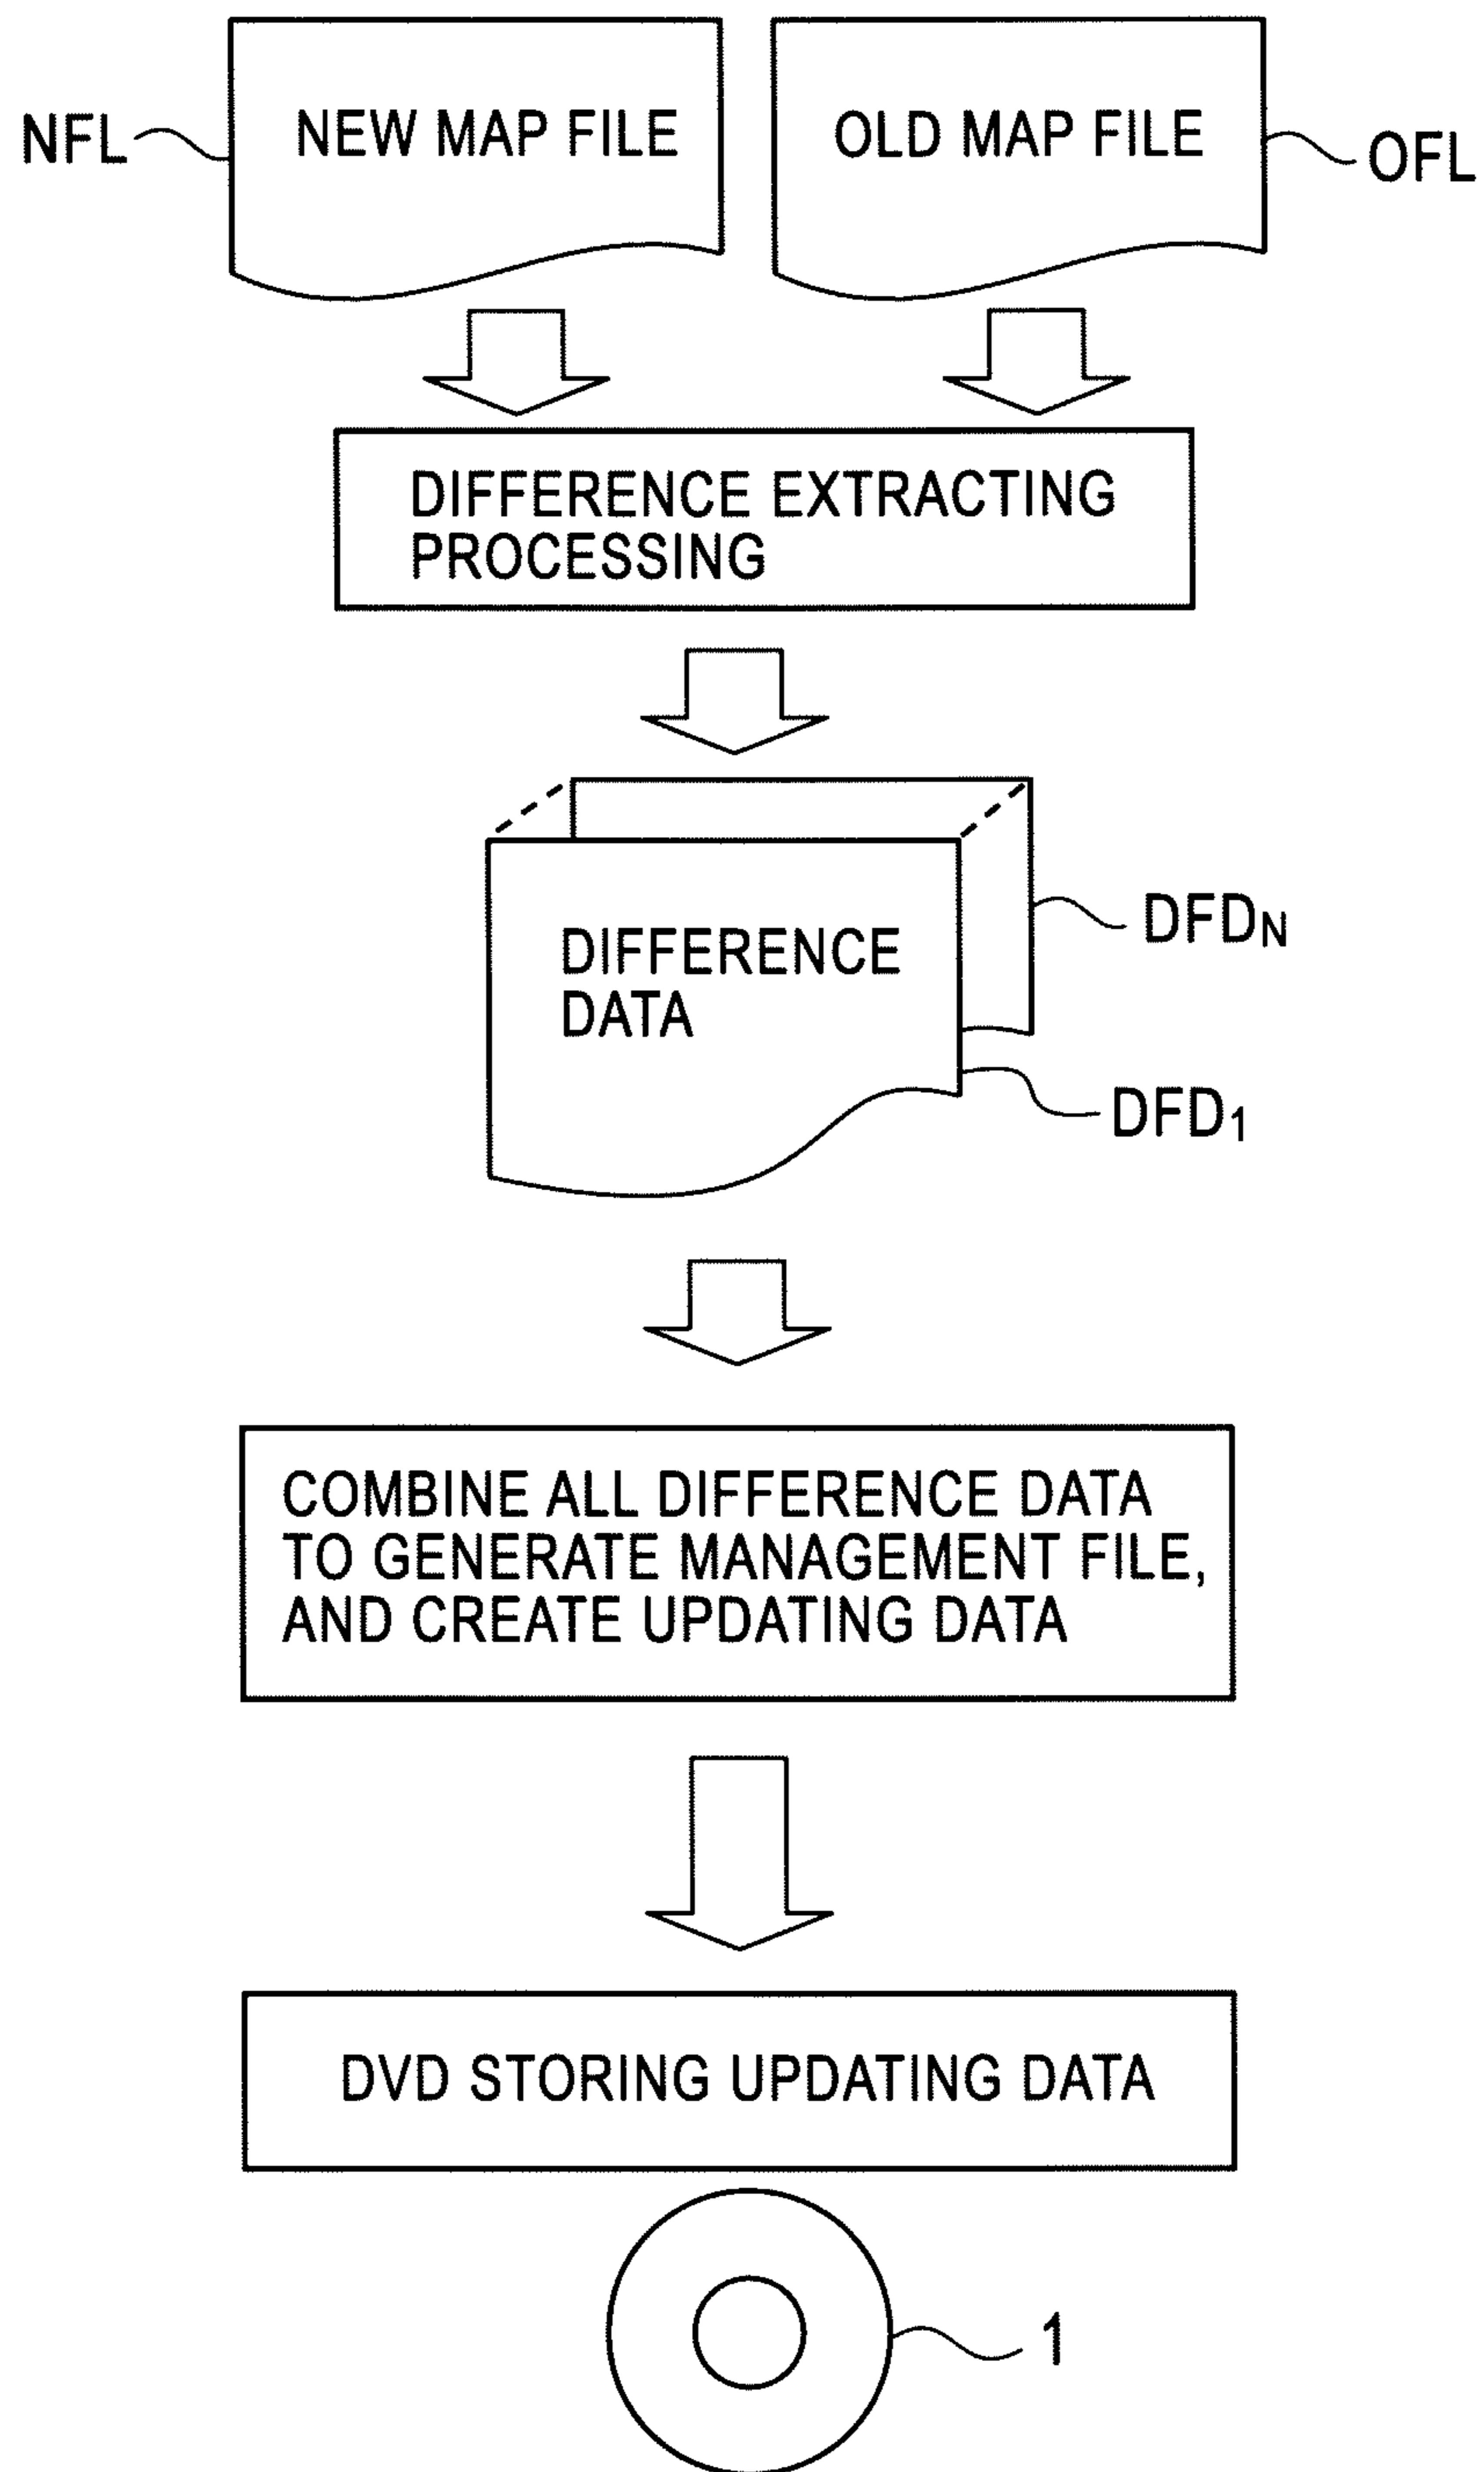 NFL
NEW MAP FILE
OLD MAP FILE
OFL
DIFFERENCE EXTRACTING
PROCESSING
DIFFERENCE
DATA
DFDN
DFD1
COMBINE ALL DIFFERENCE DATA
TO GENERATE MANAGEMENT FILE,
AND CREATE UPDATING DATA
DVD STORING UPDATING DATA
1